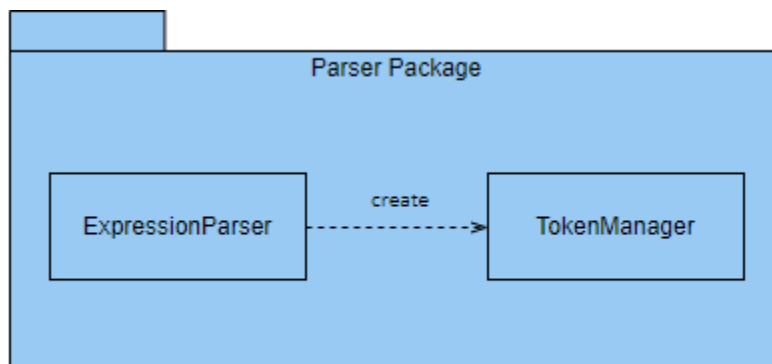 Parser Package
create
ExpressionParser
TokenManager